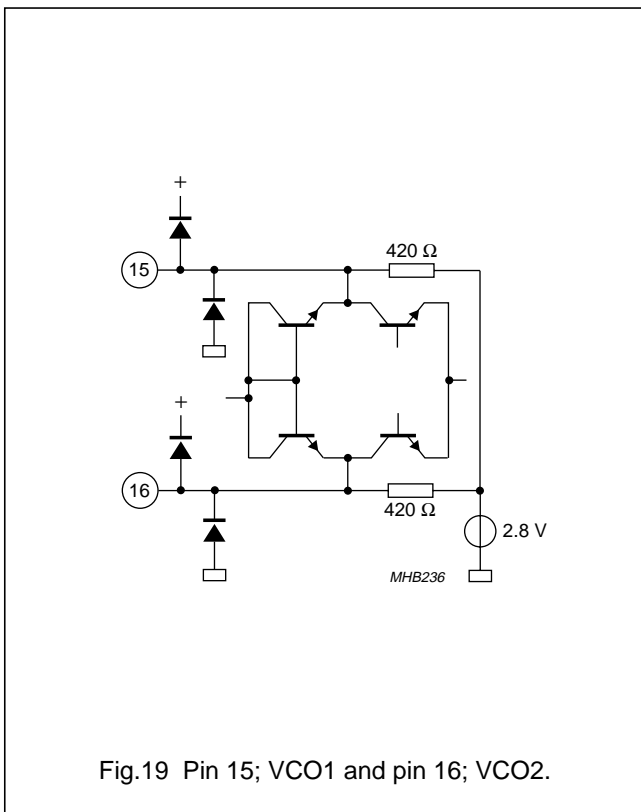 +
15
420 Ω
+
16
420 Ω
2.8 V
MHB236
Fig.19 Pin 15; VCO1 and pin 16; VCO2.